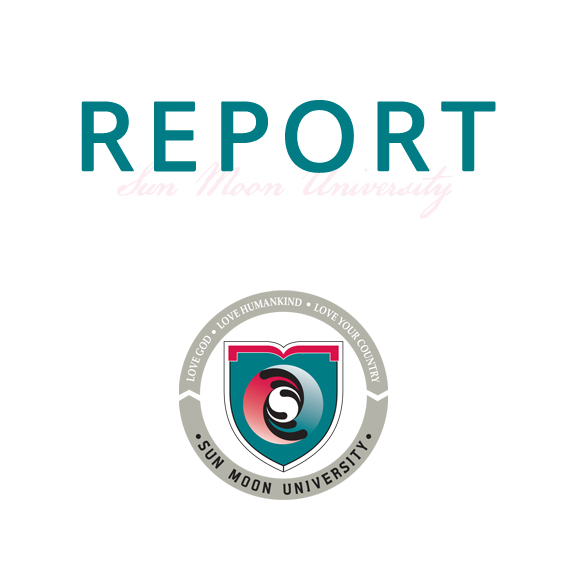 REPORT
Sun Moon University
LOVE GOD • LOVE HUMANKIND • LOVE YOUR COUNTRY
• SUN MOON UNIVERSITY •